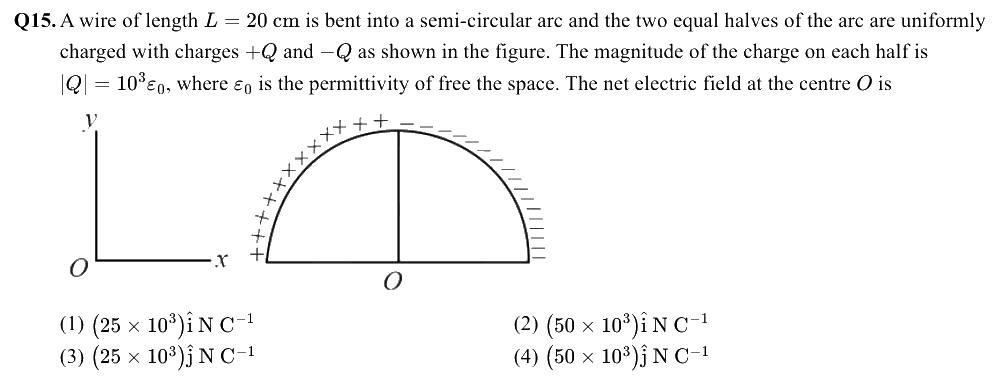 Q15. A wire of length L = 20 cm is bent into a semi-circular arc and the two equal halves of the arc are uniformly
charged with charges +Q and −Q as shown in the figure. The magnitude of the charge on each half is
|Q| = 10³ε₀, where ε₀ is the permittivity of free the space. The net electric field at the centre O is
y
+ + + + + + + + + + + + + − − − − − − − − − − − − − − −
O x
O
(1) (25 × 10³)î N C⁻¹ (2) (50 × 10³)î N C⁻¹
(3) (25 × 10³)ĵ N C⁻¹ (4) (50 × 10³)ĵ N C⁻¹